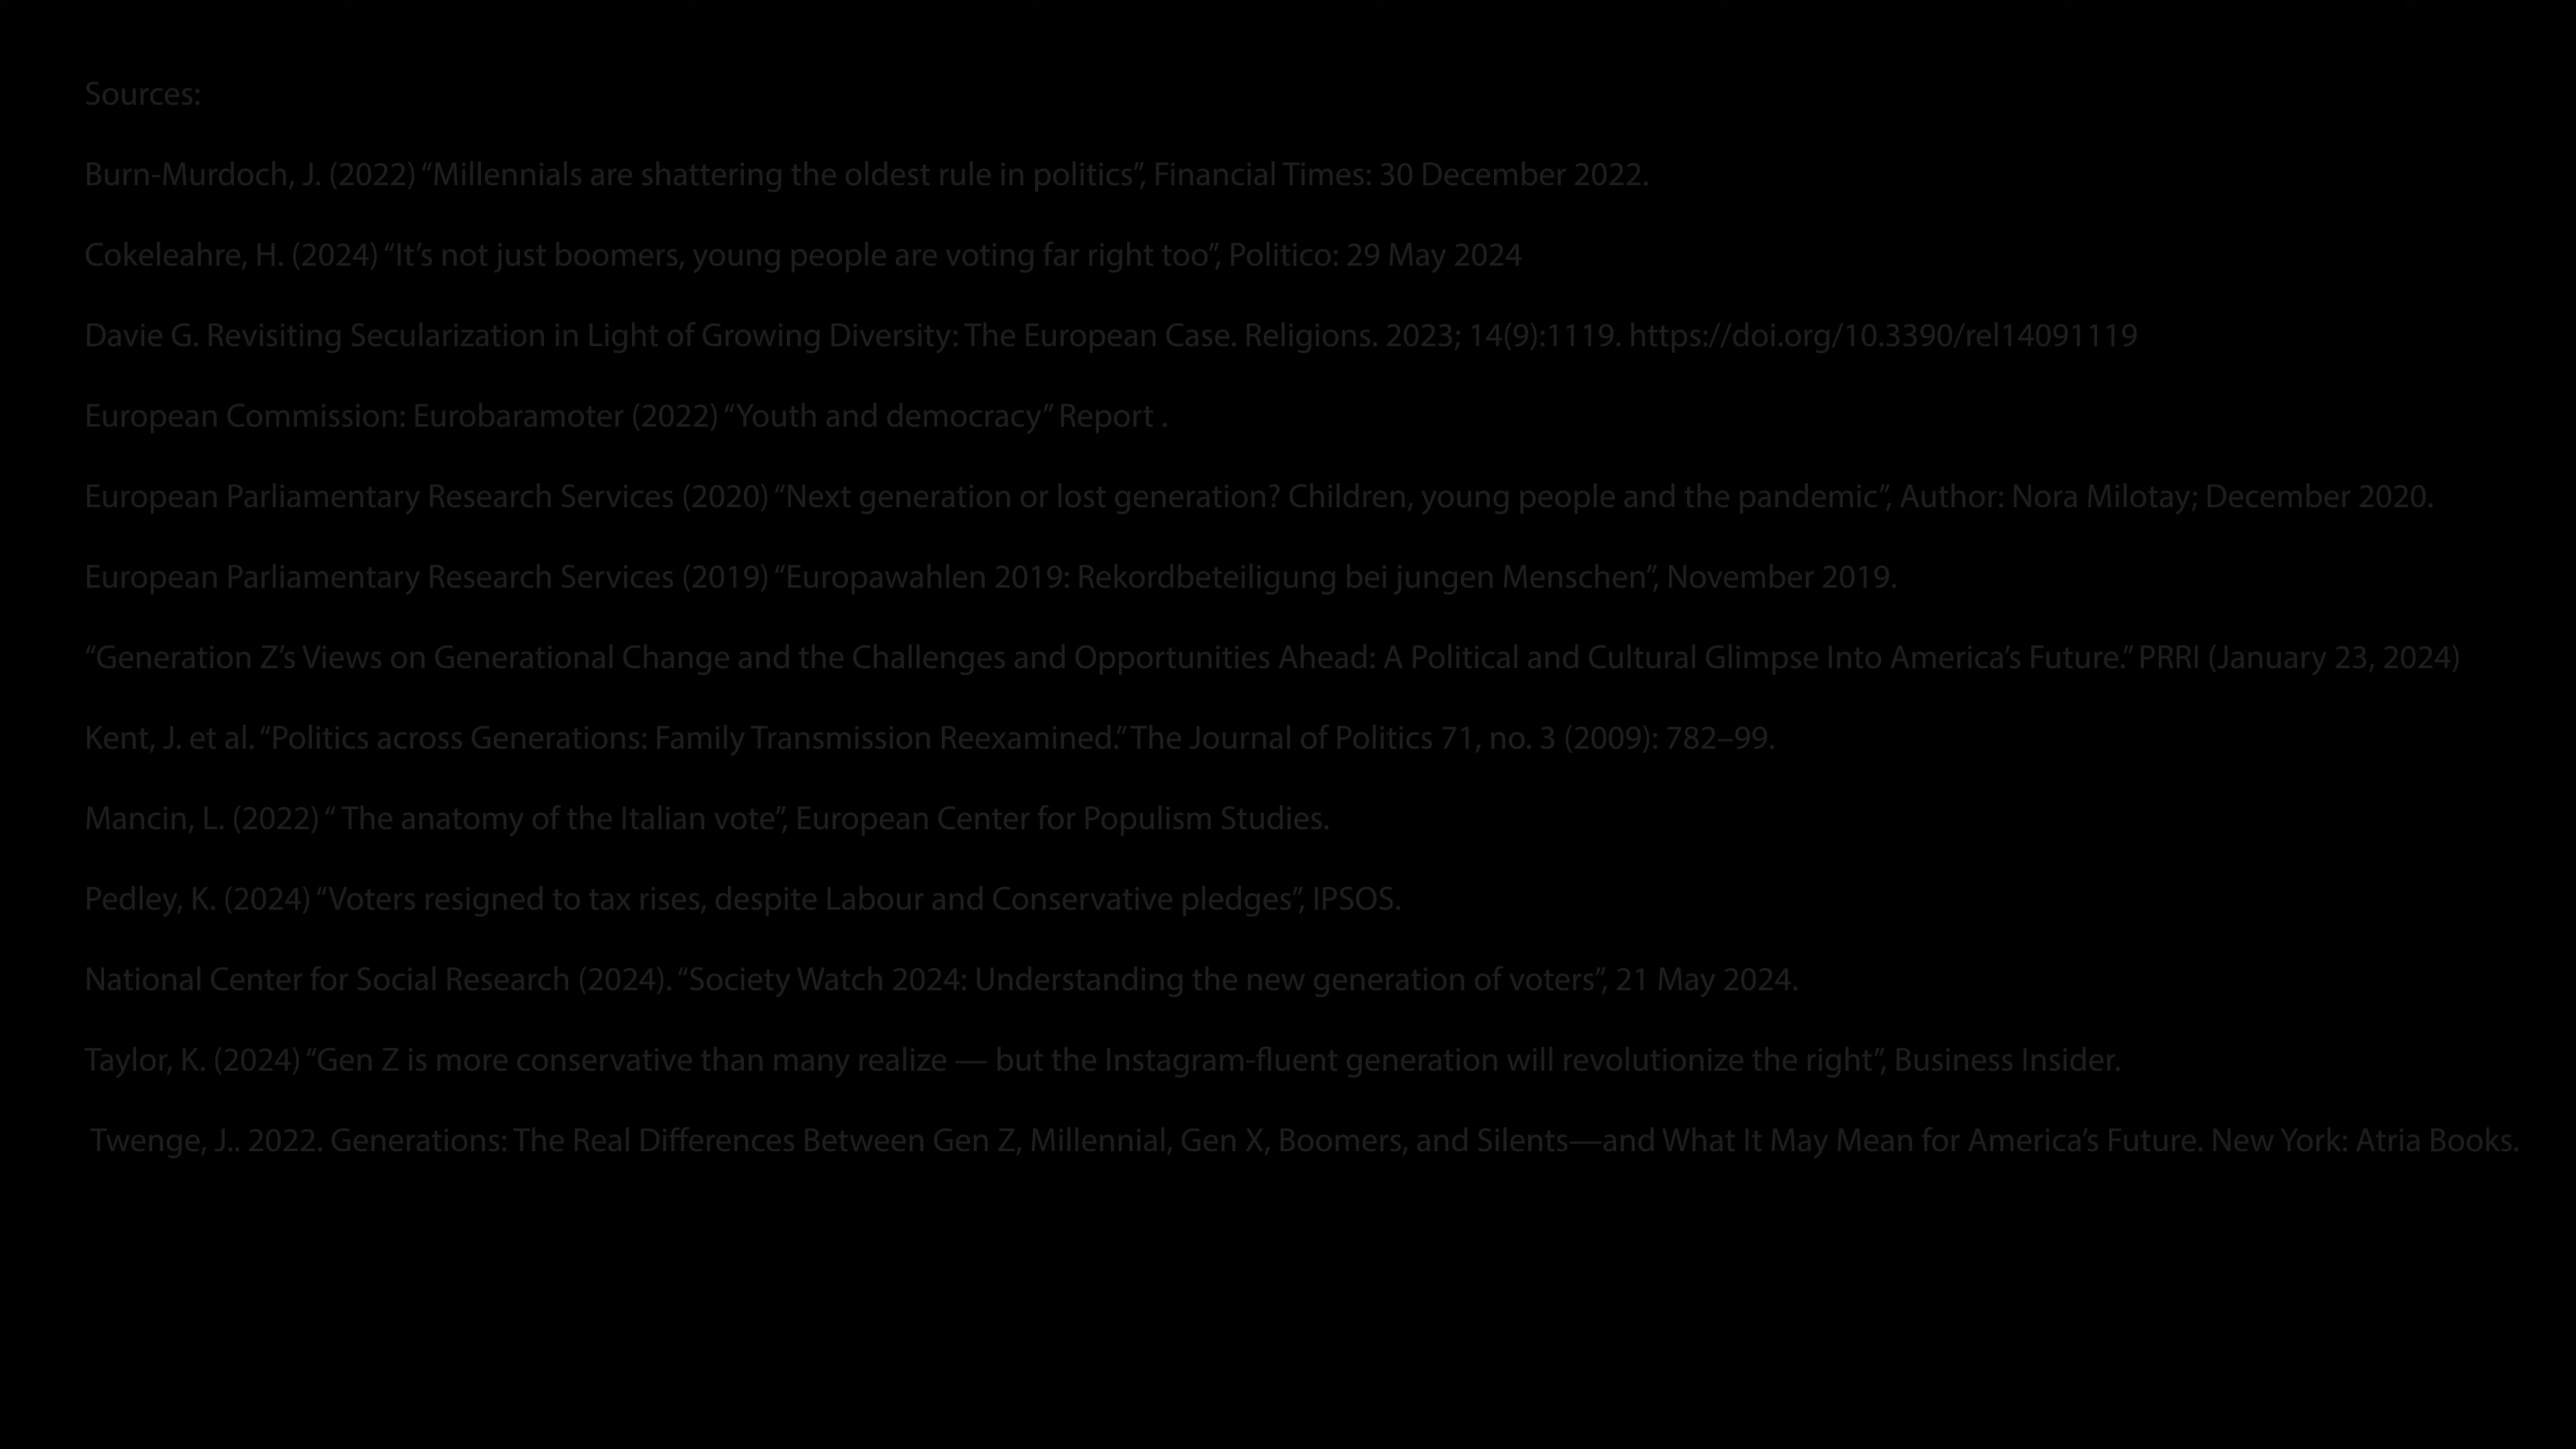 Sources:
Burn-Murdoch, J. (2022) “Millennials are shattering the oldest rule in politics”, Financial Times: 30 December 2022.
Cokeleahre, H. (2024) “It’s not just boomers, young people are voting far right too”, Politico: 29 May 2024
Davie G. Revisiting Secularization in Light of Growing Diversity: The European Case. Religions. 2023; 14(9):1119. https://doi.org/10.3390/rel14091119
European Commission: Eurobaramoter (2022) “Youth and democracy” Report .
European Parliamentary Research Services (2020) “Next generation or lost generation? Children, young people and the pandemic”, Author: Nora Milotay; December 2020.
European Parliamentary Research Services (2019) “Europawahlen 2019: Rekordbeteiligung bei jungen Menschen”, November 2019.
“Generation Z’s Views on Generational Change and the Challenges and Opportunities Ahead: A Political and Cultural Glimpse Into America’s Future.” PRRI (January 23, 2024)
Kent, J. et al. “Politics across Generations: Family Transmission Reexamined.” The Journal of Politics 71, no. 3 (2009): 782–99.
Mancin, L. (2022) “ The anatomy of the Italian vote”, European Center for Populism Studies.
Pedley, K. (2024) “Voters resigned to tax rises, despite Labour and Conservative pledges”, IPSOS.
National Center for Social Research (2024). “Society Watch 2024: Understanding the new generation of voters”, 21 May 2024.
Taylor, K. (2024) “Gen Z is more conservative than many realize — but the Instagram-fluent generation will revolutionize the right”, Business Insider.
Twenge, J.. 2022. Generations: The Real Differences Between Gen Z, Millennial, Gen X, Boomers, and Silents—and What It May Mean for America’s Future. New York: Atria Books.